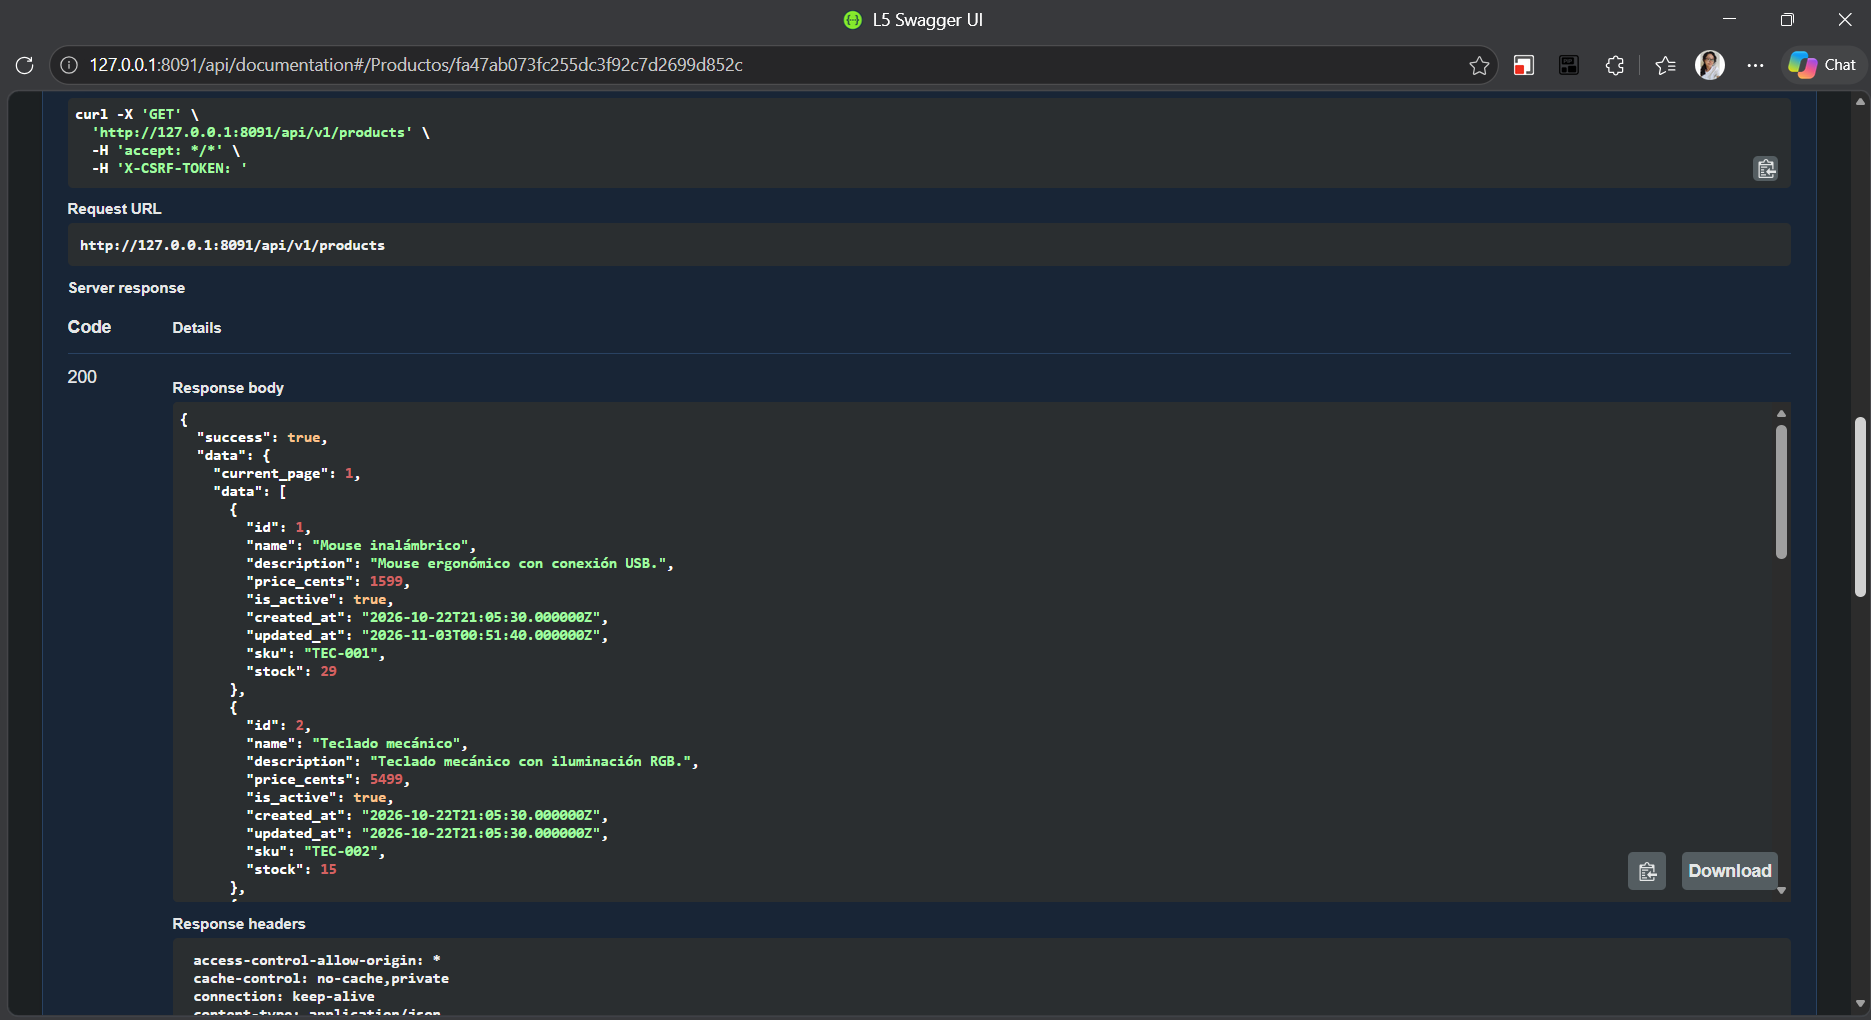 L5 Swagger UI
127.0.0.1:8091/api/documentation#/Productos/fa47ab073fc255dc3f92c7d2699d852c
Chat
curl -X 'GET' \
  'http://127.0.0.1:8091/api/v1/products' \
  -H 'accept: */*' \
  -H 'X-CSRF-TOKEN: '
Request URL
http://127.0.0.1:8091/api/v1/products
Server response
Code Details
200
Response body
{
  "success": true,
  "data": {
    "current_page": 1,
    "data": [
      {
        "id": 1,
        "name": "Mouse inalámbrico",
        "description": "Mouse ergonómico con conexión USB.",
        "price_cents": 1599,
        "is_active": true,
        "created_at": "2026-10-22T21:05:30.000000Z",
        "updated_at": "2026-11-03T00:51:40.000000Z",
        "sku": "TEC-001",
        "stock": 29
      },
      {
        "id": 2,
        "name": "Teclado mecánico",
        "description": "Teclado mecánico con iluminación RGB.",
        "price_cents": 5499,
        "is_active": true,
        "created_at": "2026-10-22T21:05:30.000000Z",
        "updated_at": "2026-10-22T21:05:30.000000Z",
        "sku": "TEC-002",
        "stock": 15
      },
Download
Response headers
access-control-allow-origin: *
cache-control: no-cache,private
connection: keep-alive
content-type: application/json